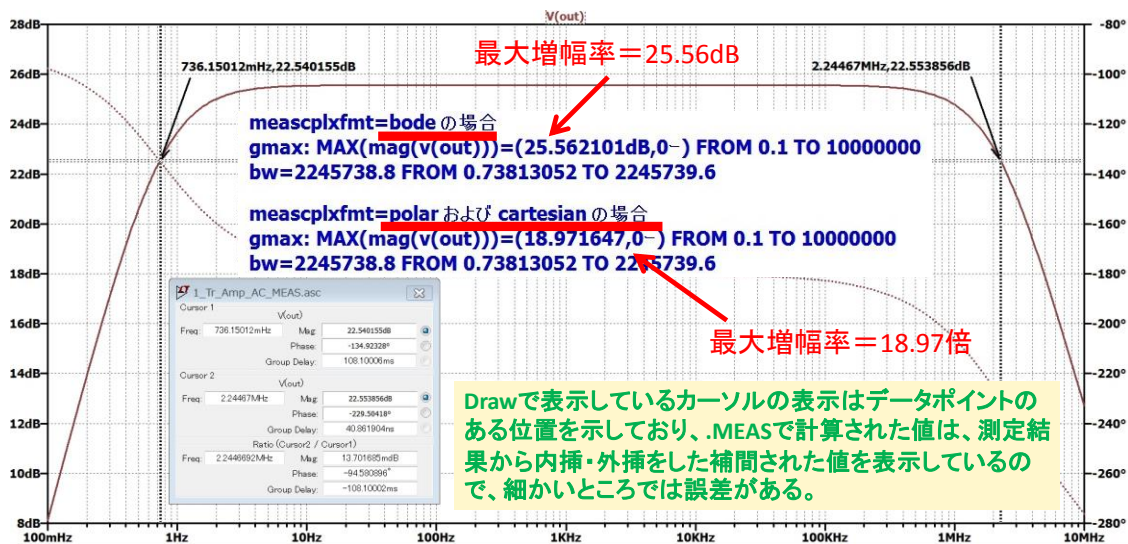 V(out)
28dB
26dB
24dB
22dB
20dB
18dB
16dB
14dB
12dB
10dB
8dB
-80°
-100°
-120°
-140°
-160°
-180°
-200°
-220°
-240°
-260°
-280°
736.15012mHz,22.540155dB
最大増幅率＝25.56dB
2.24467MHz,22.553856dB
meascplxfmt=bode の場合
gmax: MAX(mag(v(out)))=(25.562101dB,0-) FROM 0.1 TO 10000000
bw=2245738.8 FROM 0.73813052 TO 2245739.6
meascplxfmt=polar および cartesian の場合
gmax: MAX(mag(v(out)))=(18.971647,0-) FROM 0.1 TO 10000000
bw=2245738.8 FROM 0.73813052 TO 2245739.6
最大増幅率＝18.97倍
1_Tr_Amp_AC_MEAS.asc
Cursor 1
V(out)
Freq: 736.15012mHz Mag: 22.540155dB
Phase: -134.92328°
Group Delay: 108.10006ms
Cursor 2
V(out)
Freq: 2.24467MHz Mag: 22.553856dB
Phase: -229.50418°
Group Delay: 40.861904ns
Ratio (Cursor2 / Cursor1)
Freq: 2.2446692MHz Mag: 13.701685mdB
Phase: -94.580896°
Group Delay: -108.10002ms
Drawで表示しているカーソルの表示はデータポイントの
ある位置を示しており、.MEASで計算された値は、測定結
果から内挿・外挿をした補間された値を表示しているの
で、細かいところでは誤差がある。
100mHz
1Hz
10Hz
100Hz
1KHz
10KHz
100KHz
1MHz
10MHz